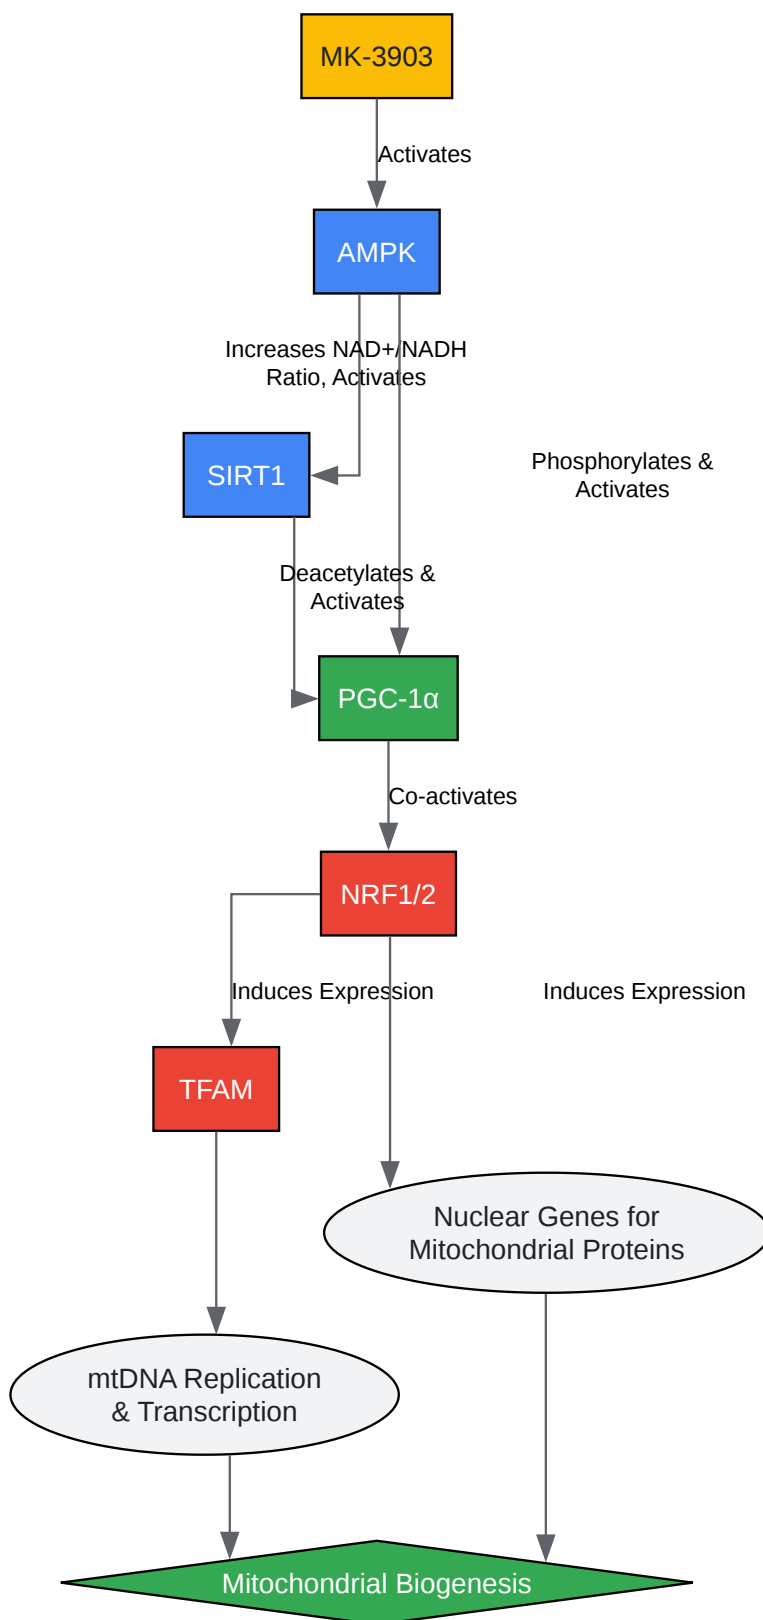 MK-3903
Activates
AMPK
Increases NAD+/NADH
Ratio, Activates
SIRT1
Phosphorylates &
Activates
Deacetylates &
Activates
PGC-1α
Co-activates
NRF1/2
Induces Expression
Induces Expression
TFAM
Nuclear Genes for
Mitochondrial Proteins
mtDNA Replication
& Transcription
Mitochondrial Biogenesis